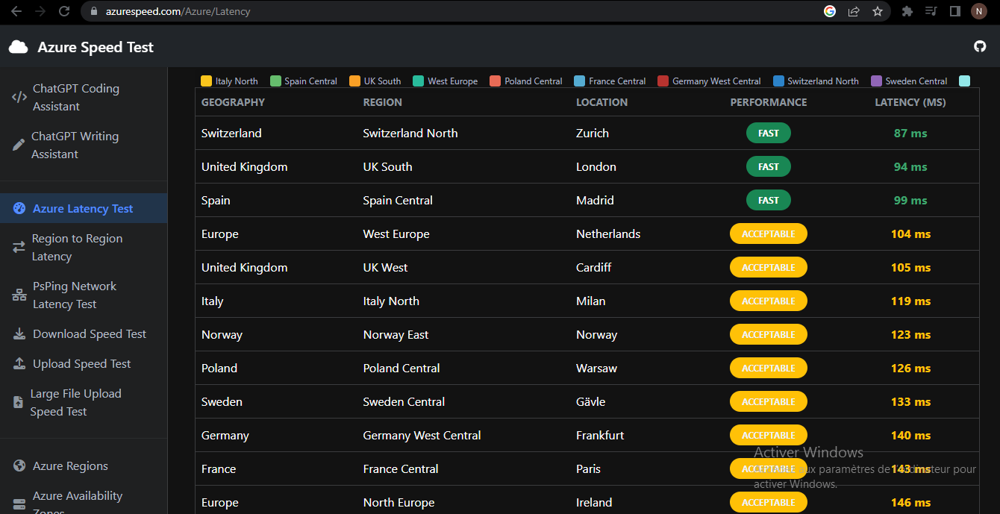 azurespeed.com/Azure/Latency
N
Azure Speed Test
ChatGPT Coding
Assistant
ChatGPT Writing
Assistant
Azure Latency Test
Region to Region
Latency
PsPing Network
Latency Test
Download Speed Test
Upload Speed Test
Large File Upload
Speed Test
Azure Regions
Azure Availability
Zones
Italy North Spain Central UK South West Europe Poland Central France Central Germany West Central Switzerland North Sweden Central
GEOGRAPHY REGION LOCATION PERFORMANCE LATENCY (MS)
Switzerland Switzerland North Zurich FAST 87 ms
United Kingdom UK South London FAST 94 ms
Spain Spain Central Madrid FAST 99 ms
Europe West Europe Netherlands ACCEPTABLE 104 ms
United Kingdom UK West Cardiff ACCEPTABLE 105 ms
Italy Italy North Milan ACCEPTABLE 119 ms
Norway Norway East Norway ACCEPTABLE 123 ms
Poland Poland Central Warsaw ACCEPTABLE 126 ms
Sweden Sweden Central Gävle ACCEPTABLE 133 ms
Germany Germany West Central Frankfurt ACCEPTABLE 140 ms
France France Central Paris ACCEPTABLE 143 ms
Europe North Europe Ireland ACCEPTABLE 146 ms
Activer Windows
aux paramètres de l'ordinateur pour
activer Windows.